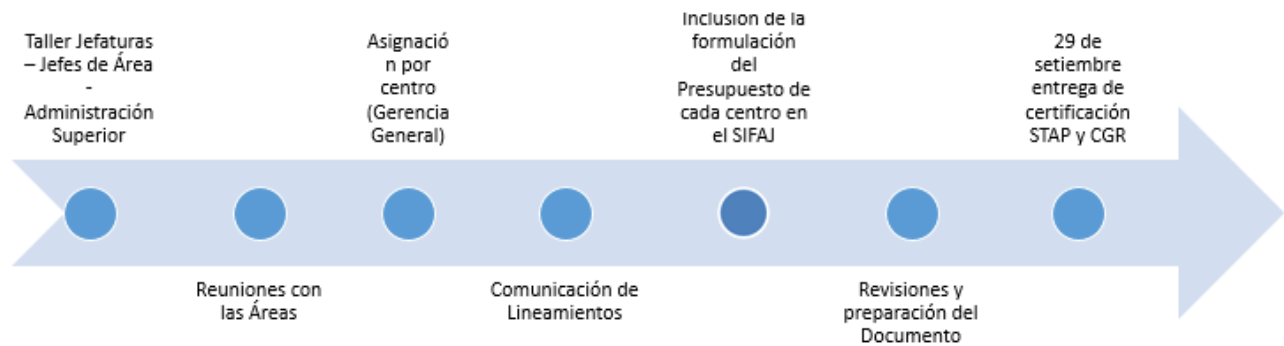 Taller Jefaturas
– Jefes de Área
-
Administración
Superior
Reuniones con
las Áreas
Asignació
n por
centro
(Gerencia
General)
Comunicación de
Lineamientos
Inclusión de la
formulación
del
Presupuesto de
cada centro en
el SIFAJ
Revisiones y
preparación del
Documento
29 de
setiembre
entrega de
certificación
STAP y CGR